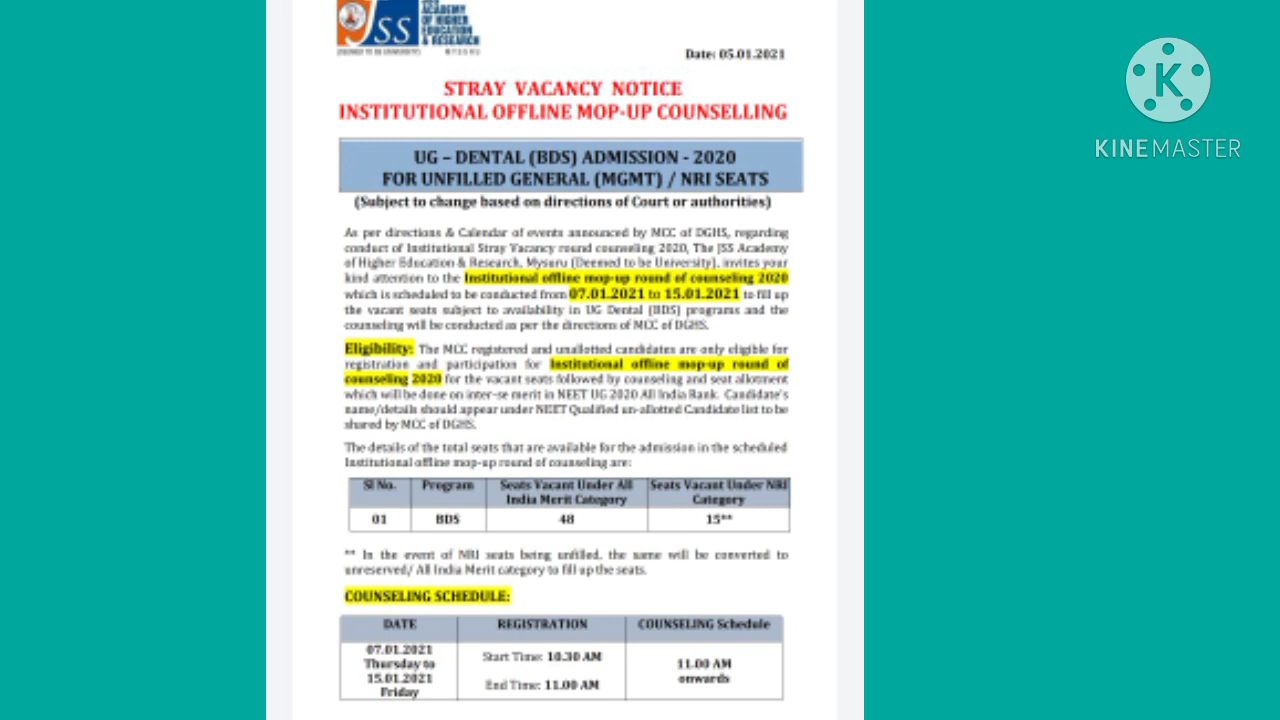 JSS
ACADEMY
OF HIGHER
EDUCATION
& RESEARCH
Date: 05.01.2021
STRAY VACANCY NOTICE
INSTITUTIONAL OFFLINE MOP-UP COUNSELLING
UG – DENTAL (BDS) ADMISSION - 2020
FOR UNFILLED GENERAL (MGMT) / NRI SEATS
(Subject to change based on directions of Court or authorities)
As per directions & Calendar of events announced by MCC of DGHS, regarding
conduct of Institutional Stray Vacancy round counseling 2020, The JSS Academy
of Higher Education & Research, Mysuru (Deemed to be University), invites your
kind attention to the Institutional offline mop-up round of counseling 2020
which is scheduled to be conducted from 07.01.2021 to 15.01.2021 to fill up
the vacant seats subject to availability in UG Dental (BDS) programs and the
counseling will be conducted as per the directions of MCC of DGHS.
Eligibility: The MCC registered and unallotted candidates are only eligible for
registration and participation for Institutional offline mop-up round of
counseling 2020 for the vacant seats followed by counseling and seat allotment
which will be done on inter-se merit in NEET UG 2020 All India Rank. Candidate's
name/details should appear under NEET Qualified un-allotted Candidate list to be
shared by MCC of DGHS.
The details of the total seats that are available for the admission in the scheduled
Institutional offline mop-up round of counseling are:
Sl No. Program Seats Vacant Under All India Merit Category Seats Vacant Under NRI Category
01 BDS 48 15**
** In the event of NRI seats being unfilled, the same will be converted to
unreserved/ All India Merit category to fill up the seats.
COUNSELING SCHEDULE:
DATE REGISTRATION COUNSELING Schedule
07.01.2021
Thursday to
15.01.2021
Friday
Start Time: 10.30 AM
End Time: 11.00 AM
11.00 AM
onwards
K
KINEMASTER